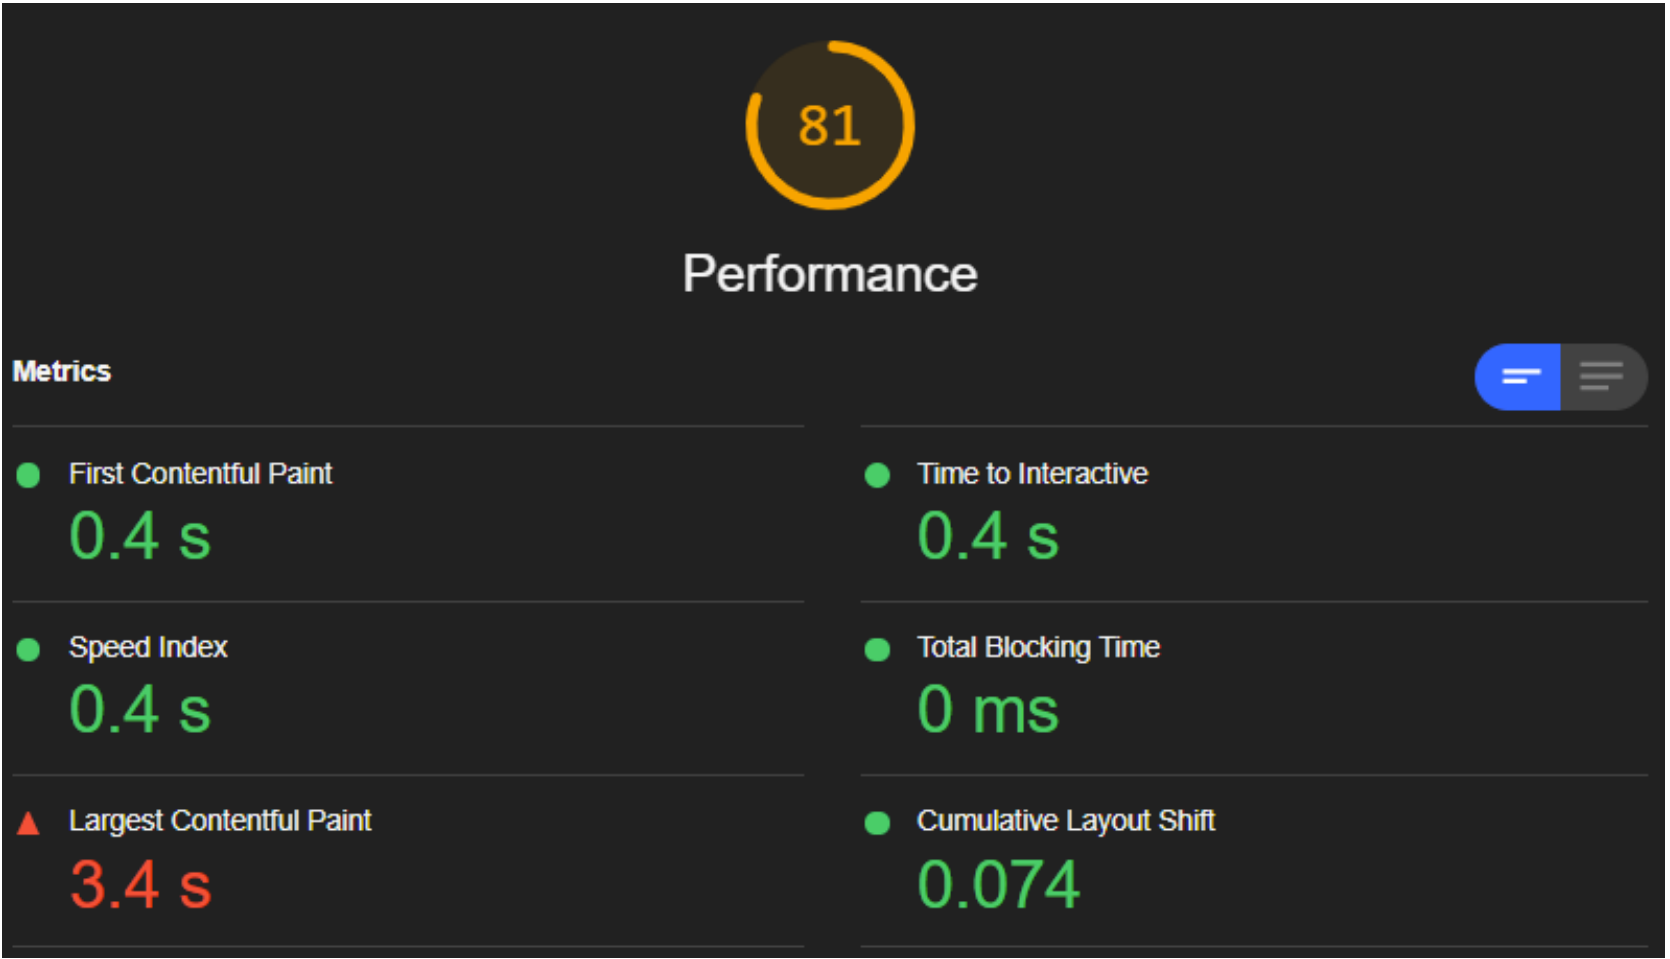 81
Performance
Metrics
First Contentful Paint
0.4 s
Time to Interactive
0.4 s
Speed Index
0.4 s
Total Blocking Time
0 ms
Largest Contentful Paint
3.4 s
Cumulative Layout Shift
0.074